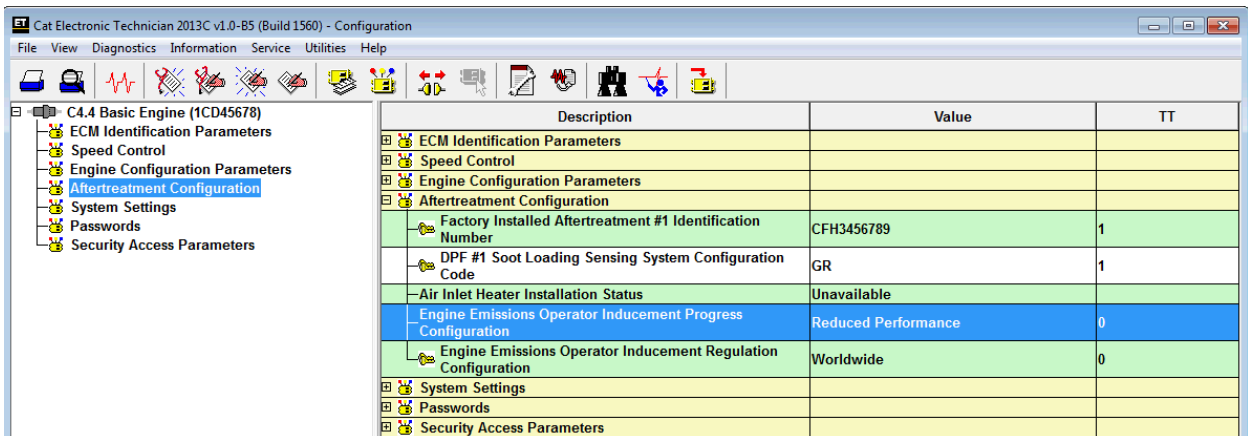 ET Cat Electronic Technician 2013C v1.0-B5 (Build 1560) - Configuration
File View Diagnostics Information Service Utilities Help
C4.4 Basic Engine (1CD45678)
ECM Identification Parameters
Speed Control
Engine Configuration Parameters
Aftertreatment Configuration
System Settings
Passwords
Security Access Parameters
Description Value TT
ECM Identification Parameters
Speed Control
Engine Configuration Parameters
Aftertreatment Configuration
Factory Installed Aftertreatment #1 Identification
Number CFH3456789 1
DPF #1 Soot Loading Sensing System Configuration
Code GR 1
Air Inlet Heater Installation Status Unavailable
Engine Emissions Operator Inducement Progress
Configuration Reduced Performance 0
Engine Emissions Operator Inducement Regulation
Configuration Worldwide 0
System Settings
Passwords
Security Access Parameters